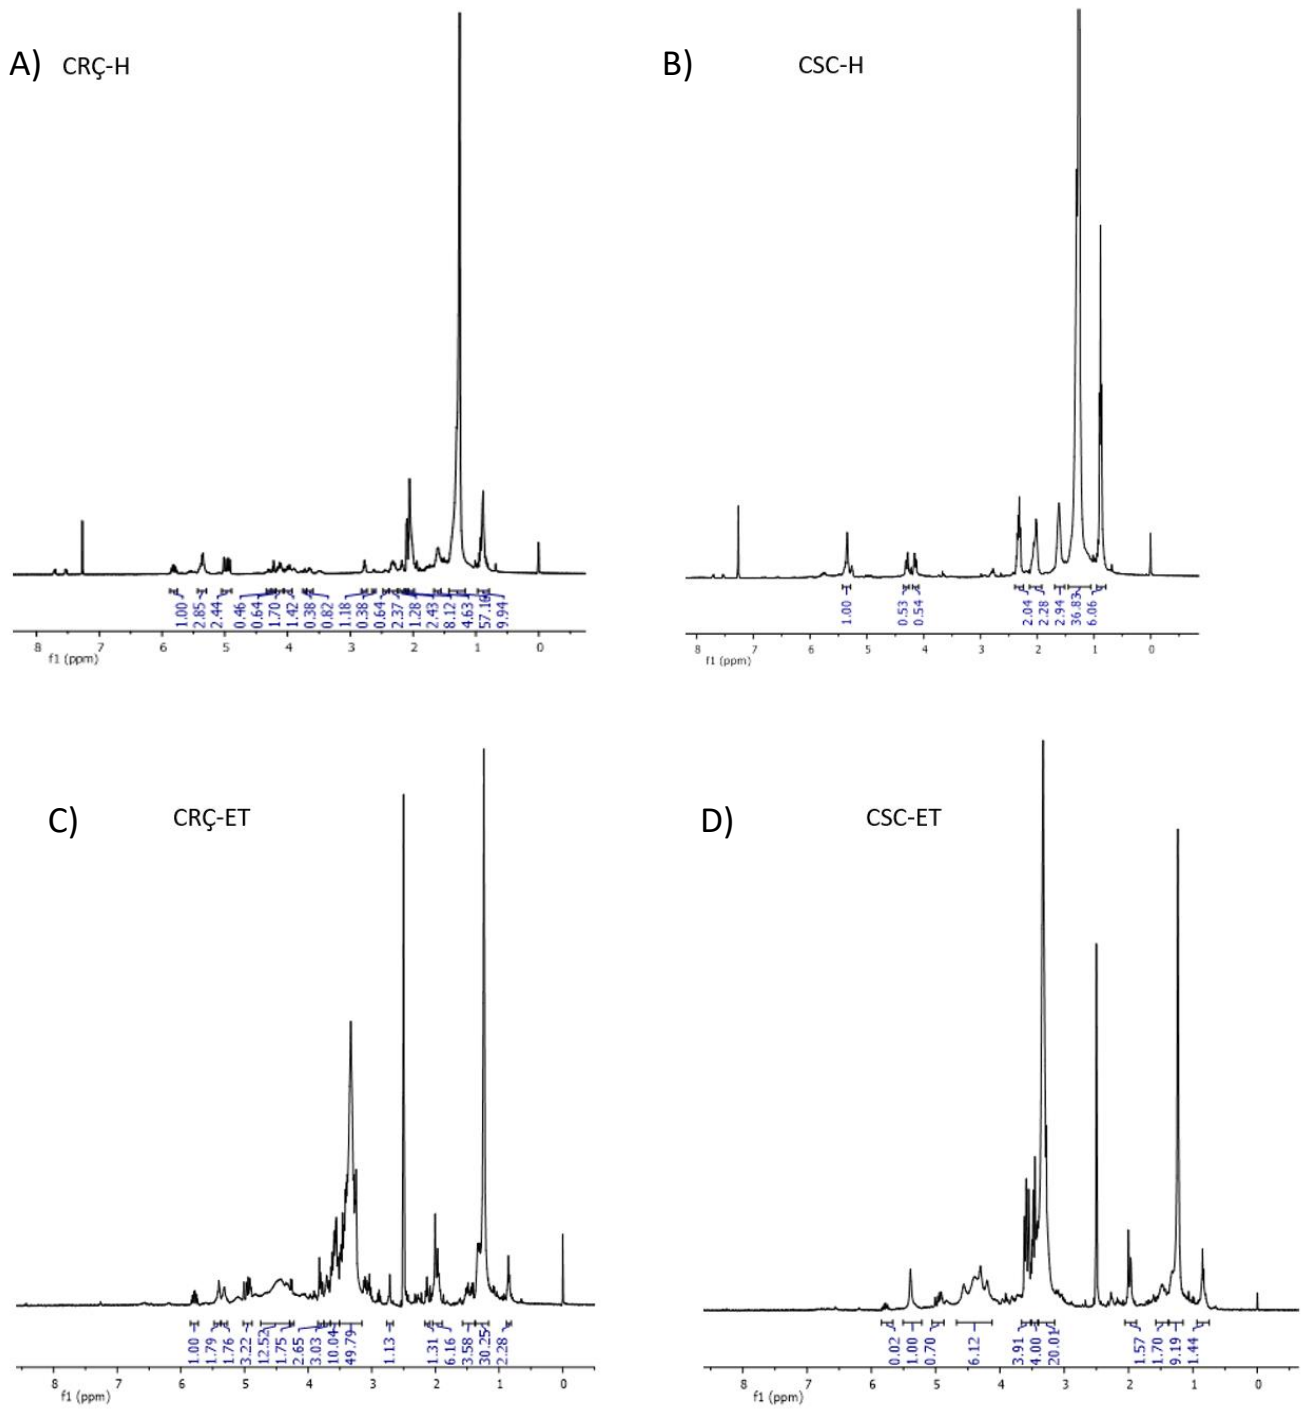 A) CRÇ-H
1.00 2.85 2.44 0.46 0.64 1.70 1.42 0.38 0.82 1.18 0.38 0.64 2.37 1.28 2.43 8.12 4.63 57.16 9.94
8 7 6 5 4 3 2 1 0
f1 (ppm)
B) CSC-H
1.00 0.53 0.54 2.04 2.28 2.94 36.83 6.06
8 7 6 5 4 3 2 1 0
f1 (ppm)
C) CRÇ-ET
1.00 1.79 1.76 3.22 12.52 1.75 2.65 3.03 10.04 49.79 1.13 1.31 6.16 3.58 30.25 2.28
8 7 6 5 4 3 2 1 0
f1 (ppm)
D) CSC-ET
0.02 1.00 0.70 6.12 3.91 4.00 20.01 1.57 1.70 9.19 1.44
8 7 6 5 4 3 2 1 0
f1 (ppm)